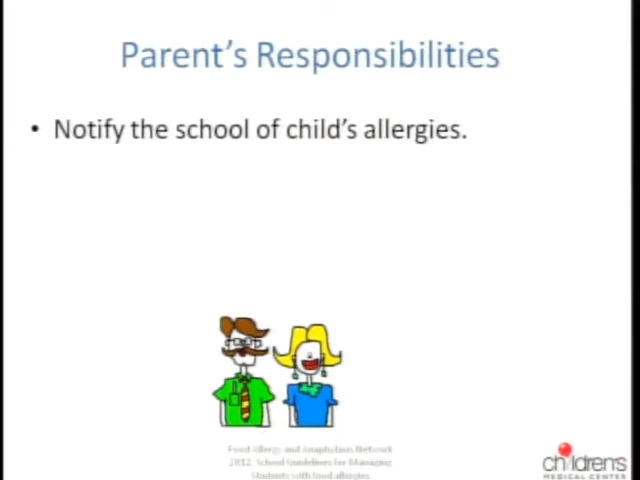 Parent's Responsibilities
• Notify the school of child's allergies.
Food Allergy and Anaphylaxis Network
2012. School Guidelines for Managing
Students with food allergies
children's
MEDICAL CENTER